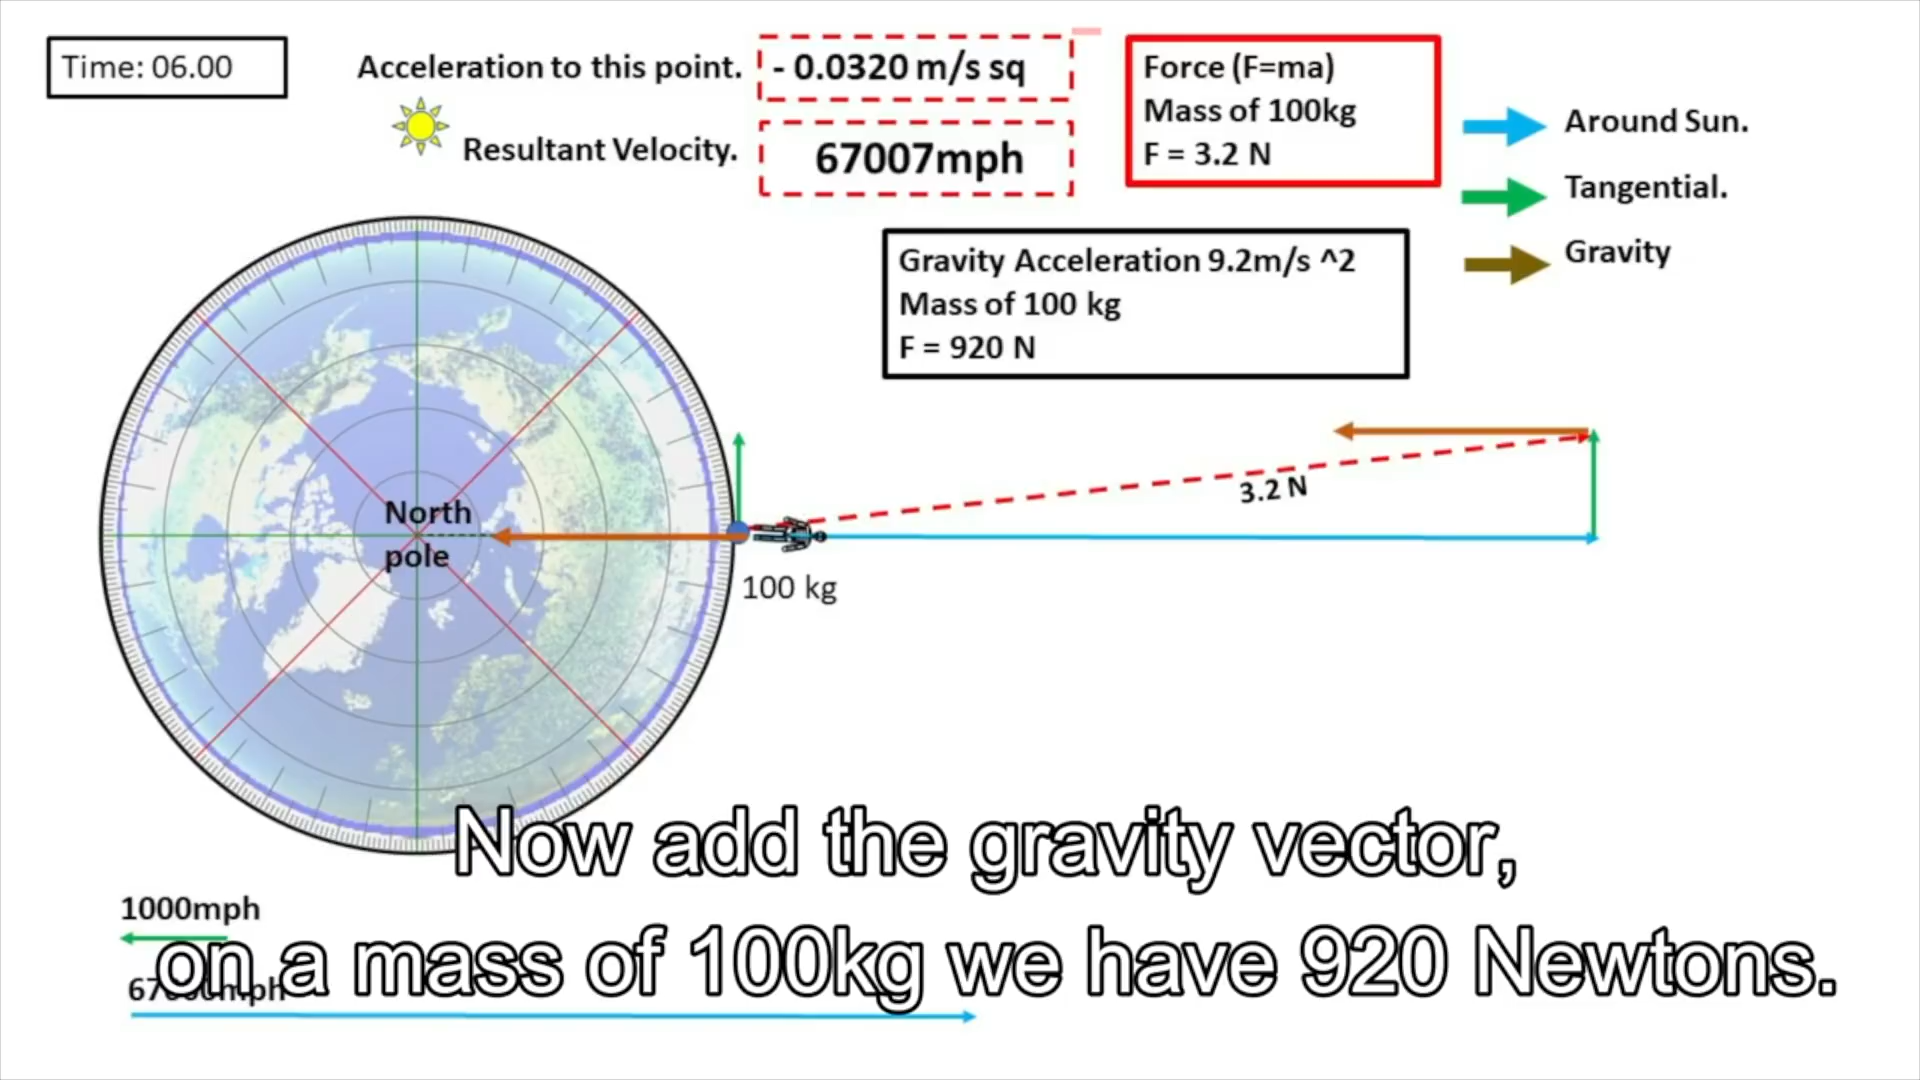 Time: 06.00
Acceleration to this point.
- 0.0320 m/s sq
Resultant Velocity.
67007mph
Force (F=ma)
Mass of 100kg
F = 3.2 N
Around Sun.
Tangential.
Gravity
Gravity Acceleration 9.2m/s ^2
Mass of 100 kg
F = 920 N
3.2 N
North
pole
100 kg
Now add the gravity vector,
on a mass of 100kg we have 920 Newtons.
1000mph